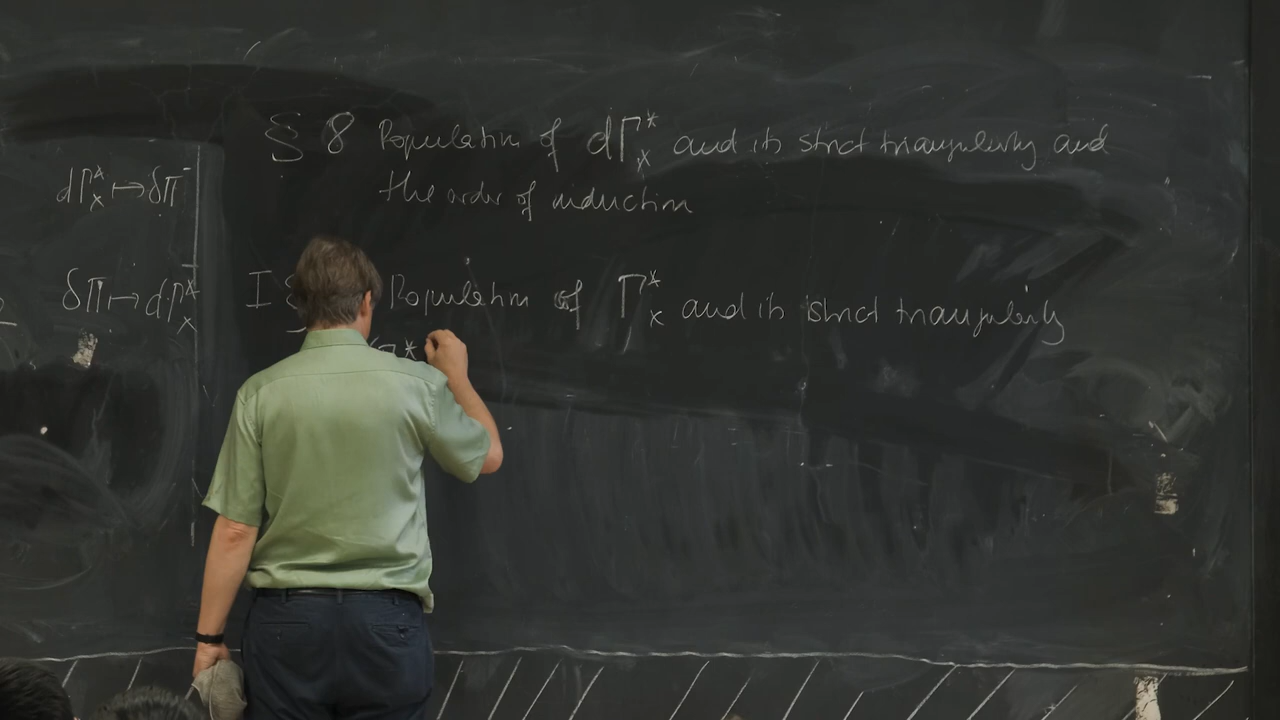 dΓ*x ↦ δΠ⁻
δΠ⁻ ↦ dΓ*x
§ 8 Population of dΓ*x and its strict triangularity and
the order of induction
I § Population of Γ*x and its strict triangularity
Γ*